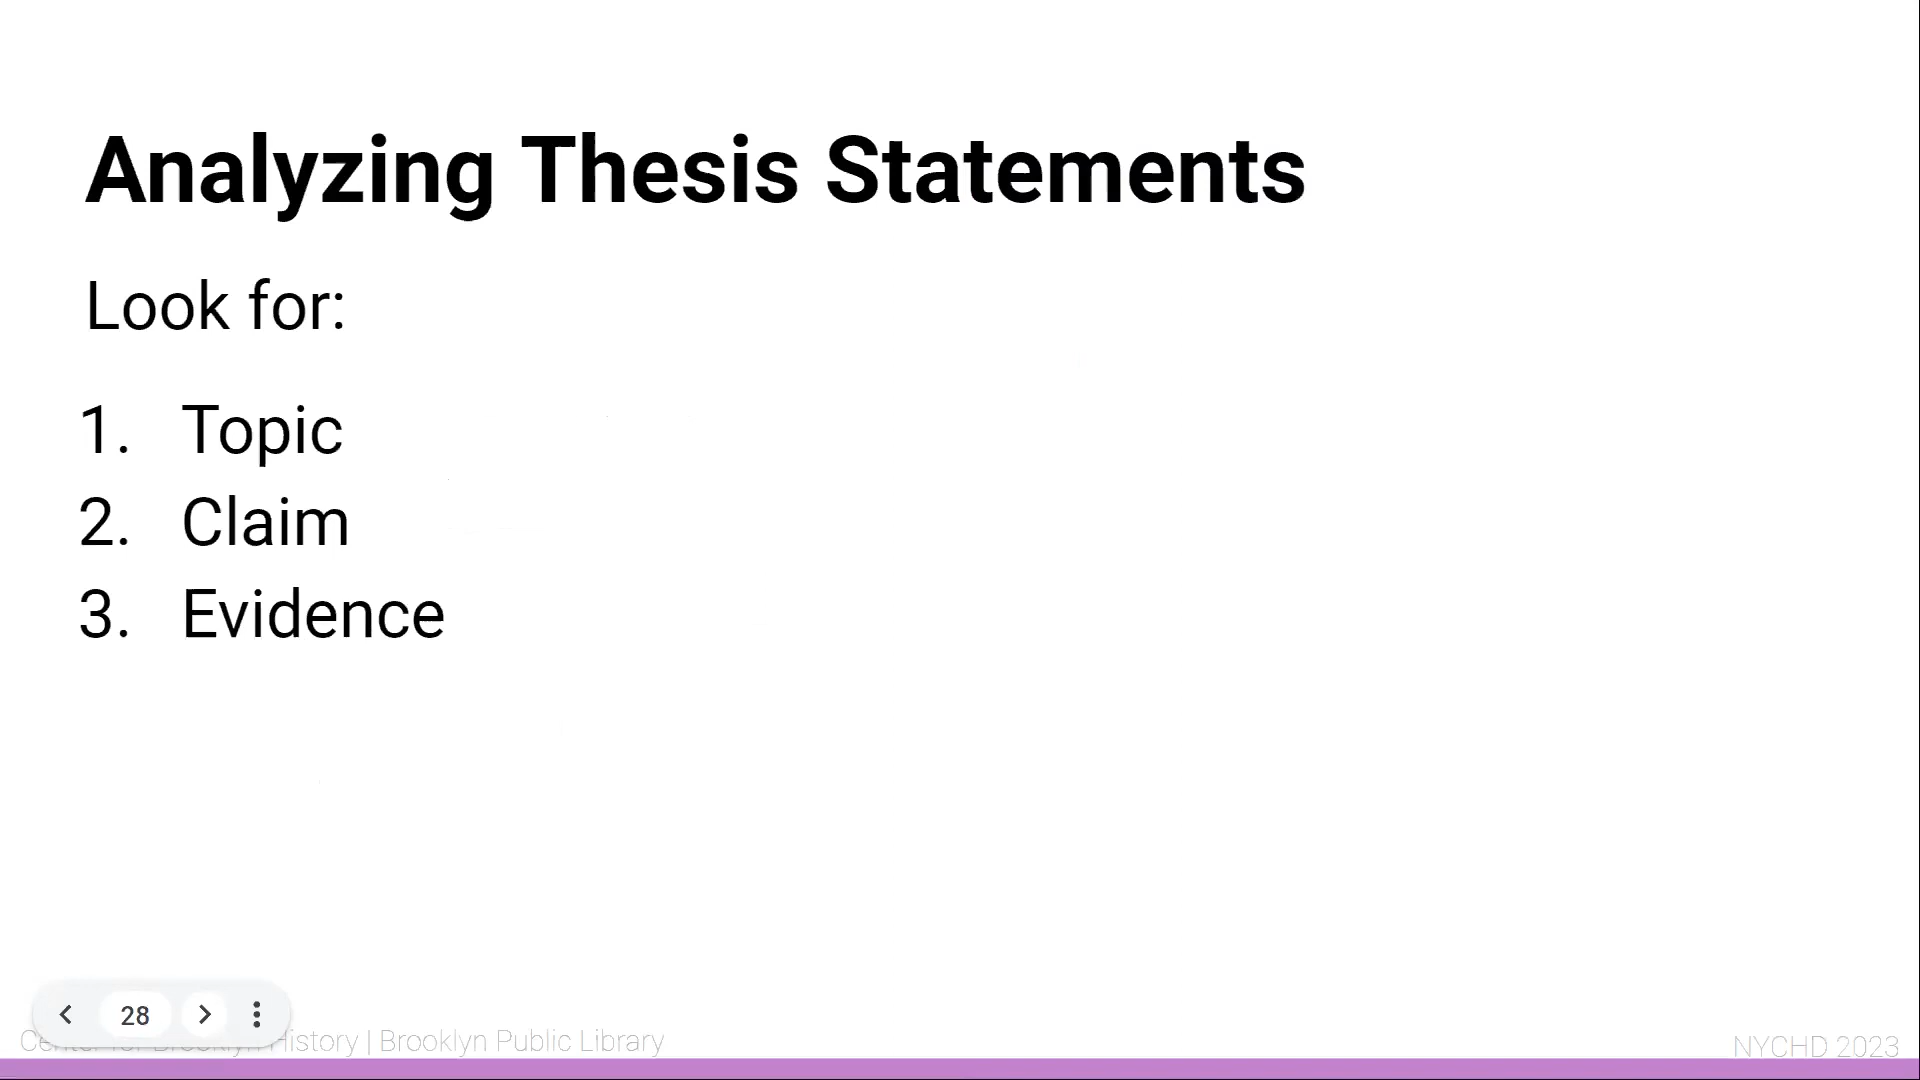 Analyzing Thesis Statements
Look for:
1. Topic
2. Claim
3. Evidence
28
History | Brooklyn Public Library
NYCHD 2023